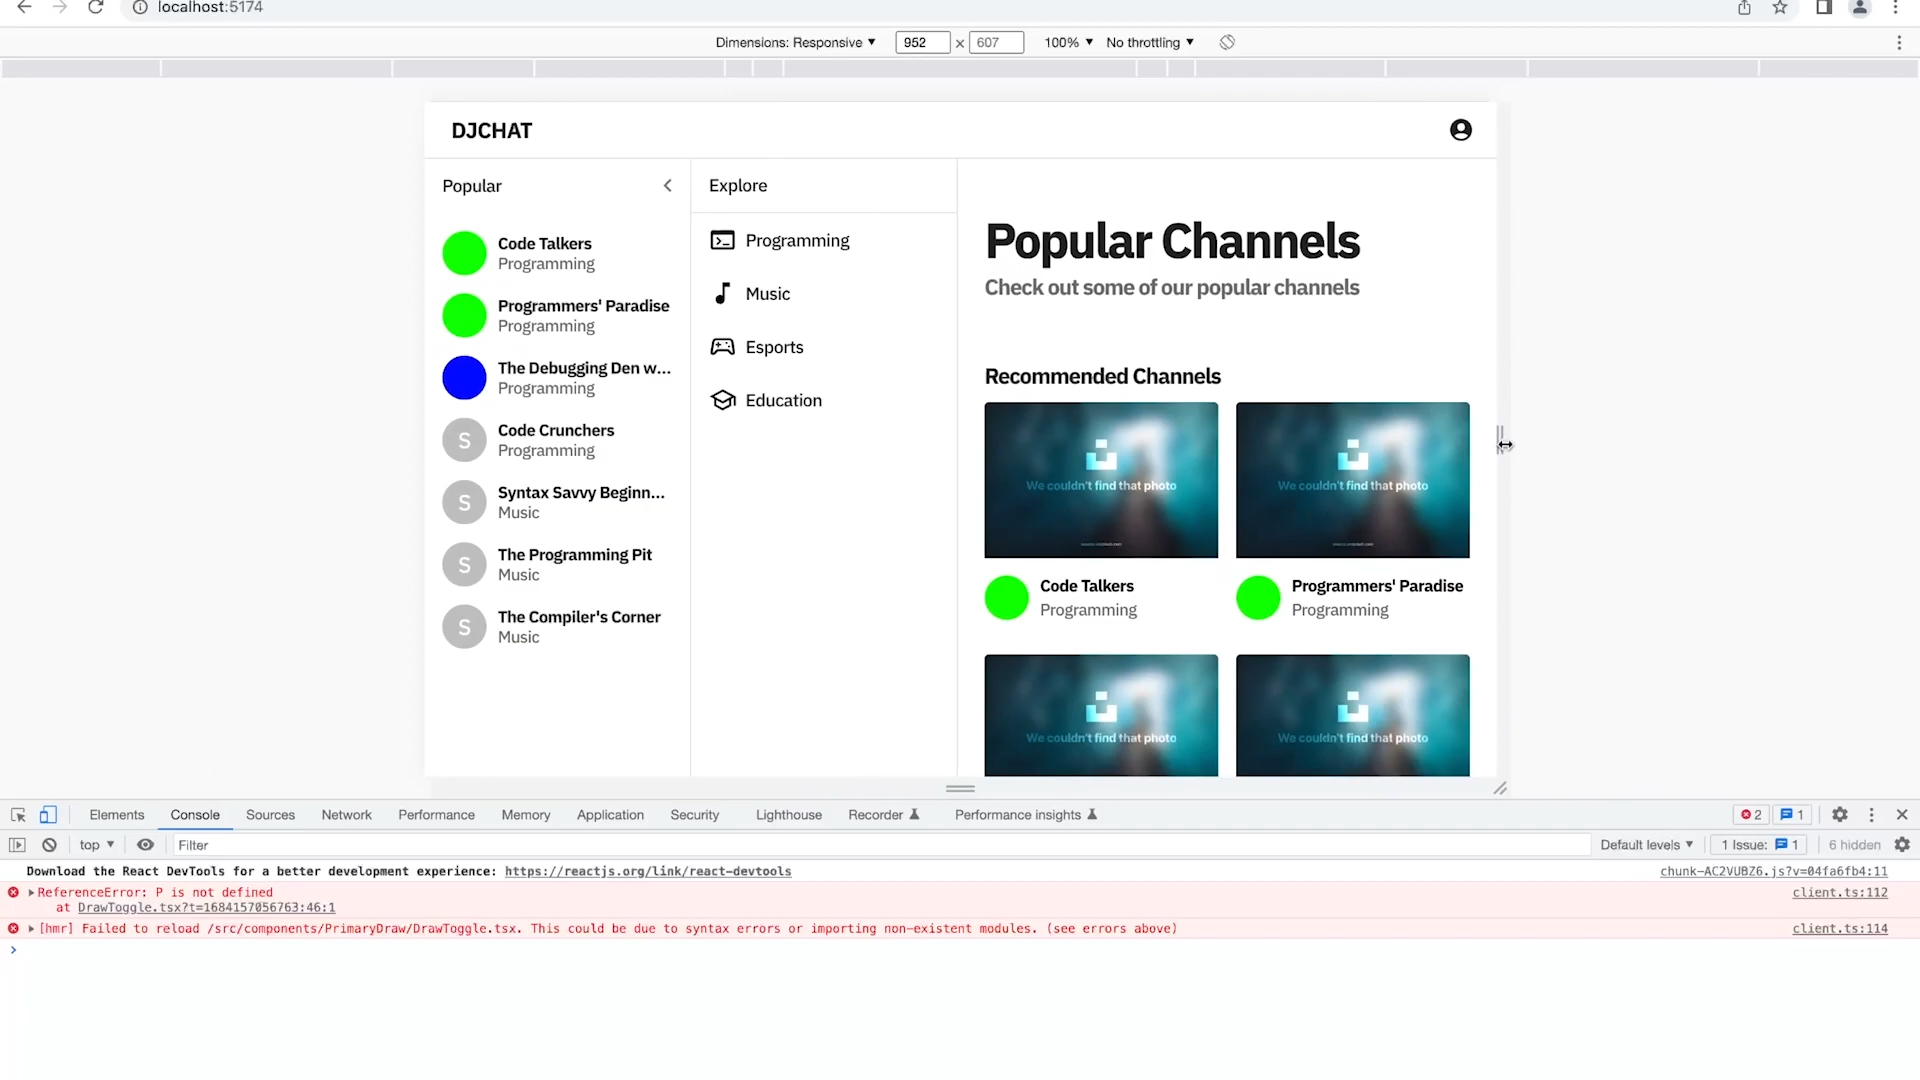 localhost:5174
Dimensions: Responsive ▼ 952 × 607 100% ▼ No throttling ▼
DJCHAT
Popular
Code Talkers
Programming
Programmers' Paradise
Programming
The Debugging Den w...
Programming
S
Code Crunchers
Programming
S
Syntax Savvy Beginn...
Music
S
The Programming Pit
Music
S
The Compiler's Corner
Music
Explore
Programming
Music
Esports
Education
Popular Channels
Check out some of our popular channels
Recommended Channels
We couldn't find that photo
We couldn't find that photo
Code Talkers
Programming
Programmers' Paradise
Programming
We couldn't find that photo
We couldn't find that photo
Elements Console Sources Network Performance Memory Application Security Lighthouse Recorder Performance insights 2 1
top ▼ Filter Default levels ▼ 1 Issue: 1 6 hidden
Download the React DevTools for a better development experience: https://reactjs.org/link/react-devtools chunk-AC2VUBZ6.js?v=04fa6fb4:11
ReferenceError: P is not defined client.ts:112
at DrawToggle.tsx?t=1684157056763:46:1
[hmr] Failed to reload /src/components/PrimaryDraw/DrawToggle.tsx. This could be due to syntax errors or importing non-existent modules. (see errors above) client.ts:114